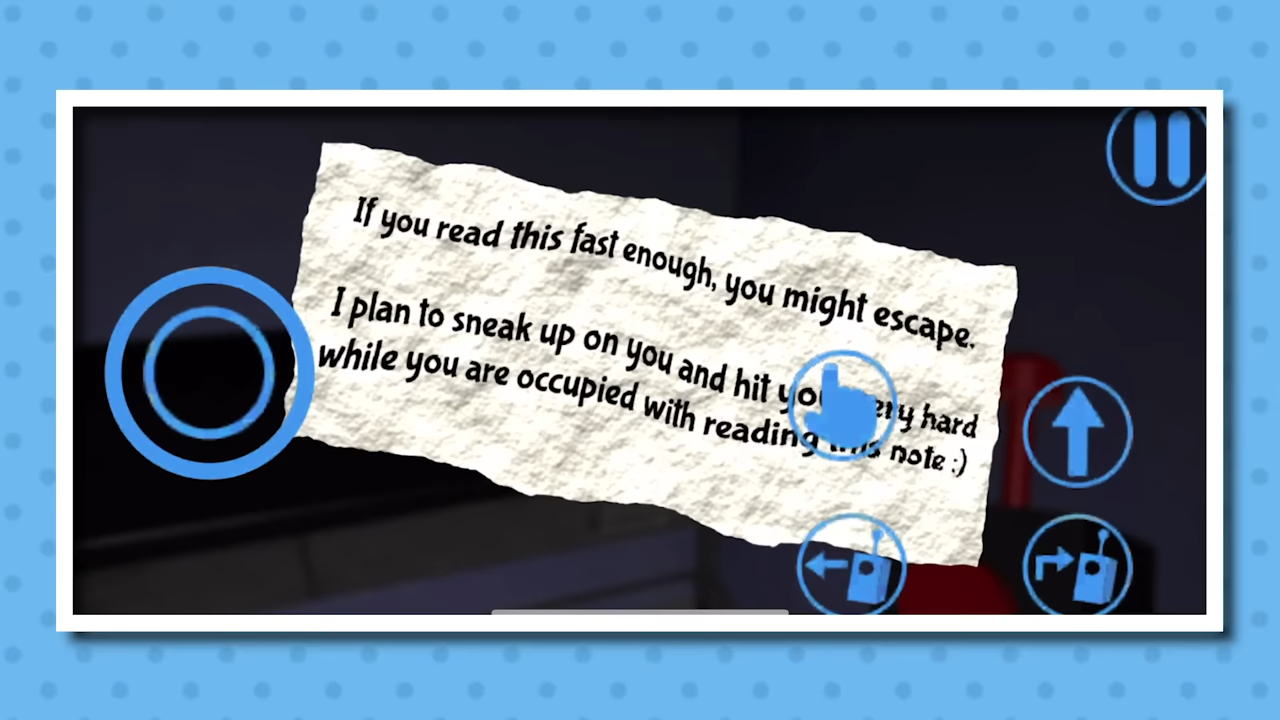 If you read this fast enough, you might escape.
I plan to sneak up on you and hit you very hard
while you are occupied with reading this note :)